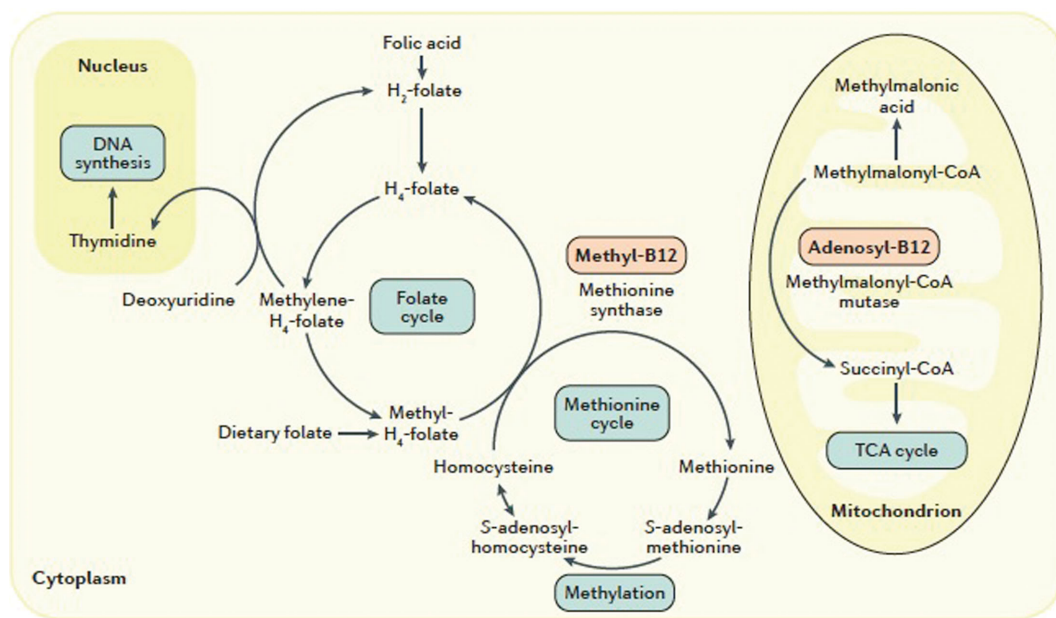 Nucleus
DNA
synthesis
Thymidine
Deoxyuridine
Folic acid
H2-folate
H4-folate
Methylene-
H4-folate
Folate
cycle
Dietary folate
Methyl-
H4-folate
Methyl-B12
Methionine
synthase
Methionine
cycle
Homocysteine
Methionine
S-adenosyl-
homocysteine
S-adenosyl-
methionine
Methylation
Cytoplasm
Methylmalonic
acid
Methylmalonyl-CoA
Adenosyl-B12
Methylmalonyl-CoA
mutase
Succinyl-CoA
TCA cycle
Mitochondrion